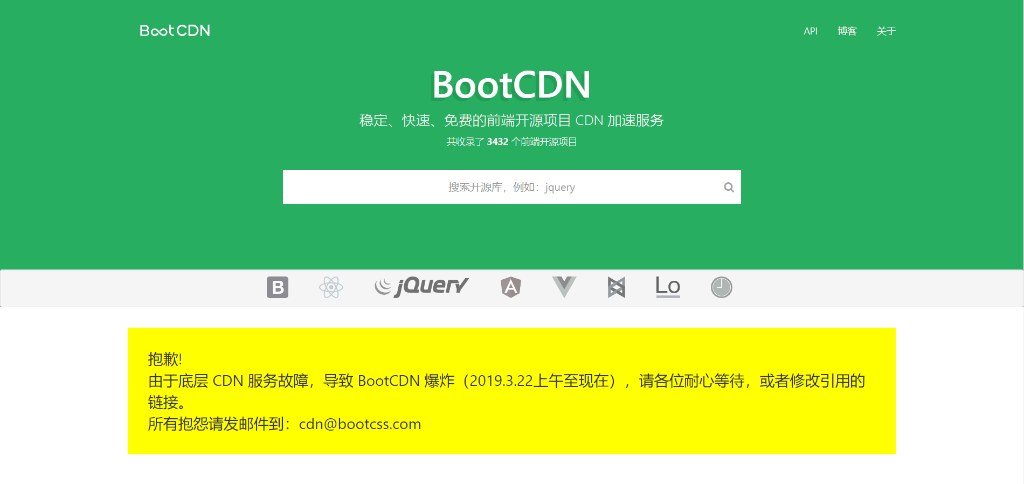 BootCDN
API 博客 关于
BootCDN
稳定、快速、免费的前端开源项目 CDN 加速服务
共收录了 3432 个前端开源项目
搜索开源库，例如：jquery
B jQuery A Lo
抱歉!
由于底层 CDN 服务故障，导致 BootCDN 爆炸（2019.3.22上午至现在），请各位耐心等待，或者修改引用的
链接。
所有抱怨请发邮件到：cdn@bootcss.com